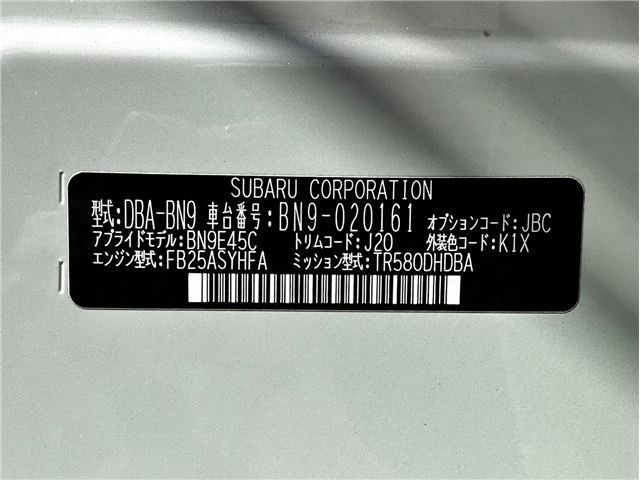 SUBARU CORPORATION
型式:DBA-BN9 車台番号:BN9-020161 オプションコード:JBC
アプライドモデル:BN9E45C トリムコード:J20 外装色コード:K1X
エンジン型式:FB25ASYHFA ミッション型式:TR580DHDBA